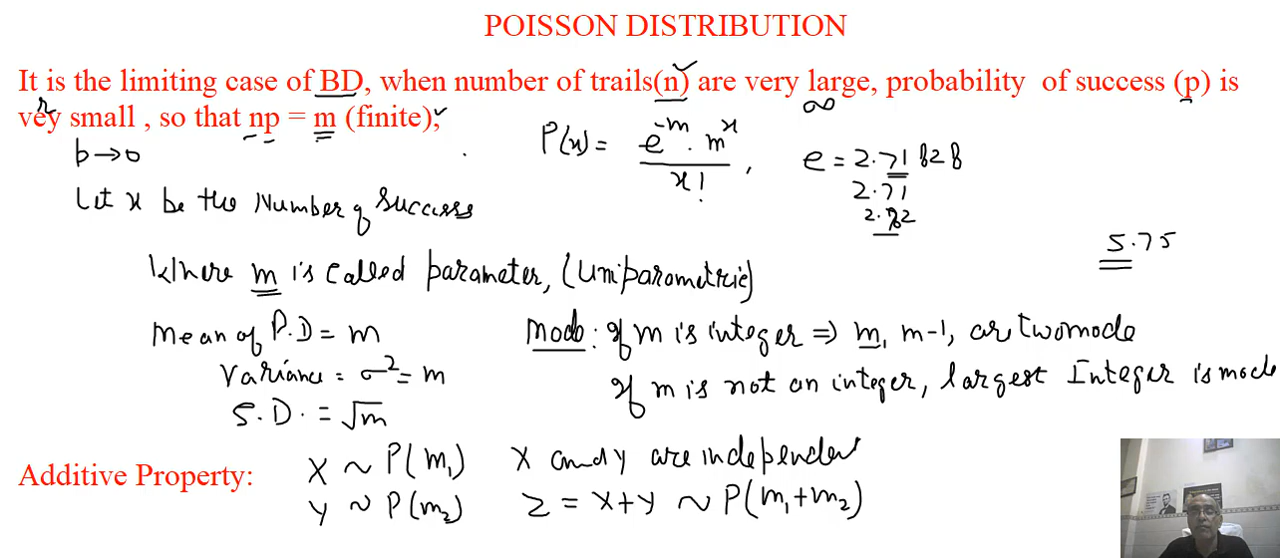 POISSON DISTRIBUTION
It is the limiting case of BD, when number of trails(n) are very large, probability of success (p) is
vey small , so that np = m (finite);
r
∞
p→0
P(x) = e^-m . m^x / x! ,
e = 2.71828
2.71
2.72
Let x be the Number of Success
5.75
Where m is called parameter, (Uniparametric)
Mean of P.D = m
Mode : If m is integer ⇒ m, m-1, are two mode
Variance = σ² = m
If m is not an integer, largest Integer is mode
S.D. = √m
Additive Property:
X ~ P(m₁) X and y are independent
y ~ P(m₂) Z = X+y ~ P(m₁+m₂)